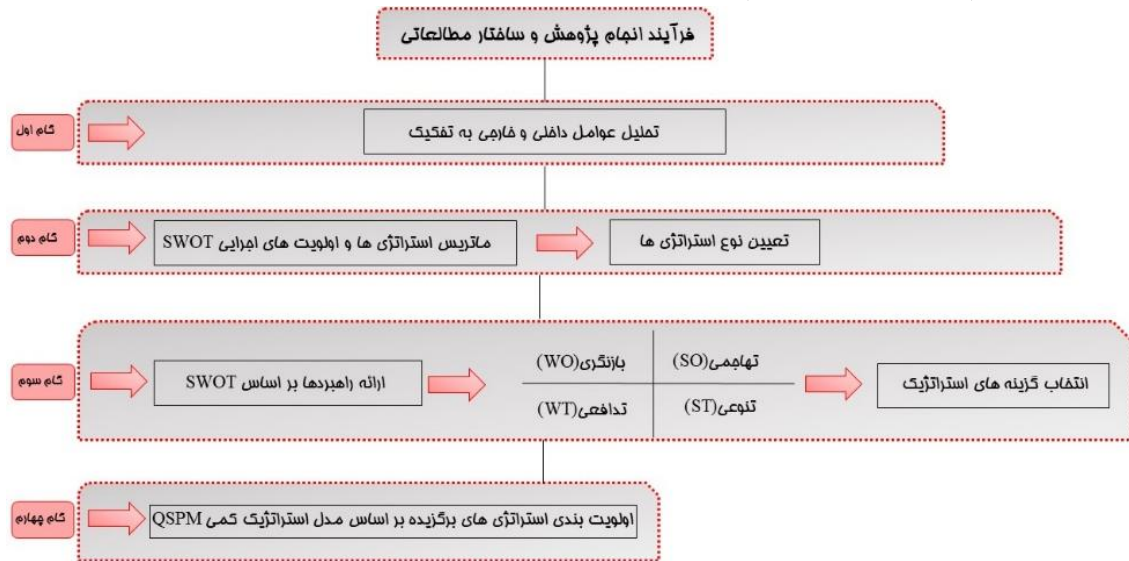 فرآیند انجام پژوهش و ساختار مطالعاتی
گام اول
تحلیل عوامل داخلی و خارجی به تفکیک
گام دوم
ماتریس استراتژی ها و اولویت های اجرایی SWOT
تعیین نوع استراتژی ها
گام سوم
ارائه راهبردها بر اساس SWOT
بازنگری(WO)
تهاجمی(SO)
تدافعی(WT)
تنوعی(ST)
انتخاب گزینه های استراتژیک
گام چهارم
اولویت بندی استراتژی های برگزیده بر اساس مدل استراتژیک کمی QSPM